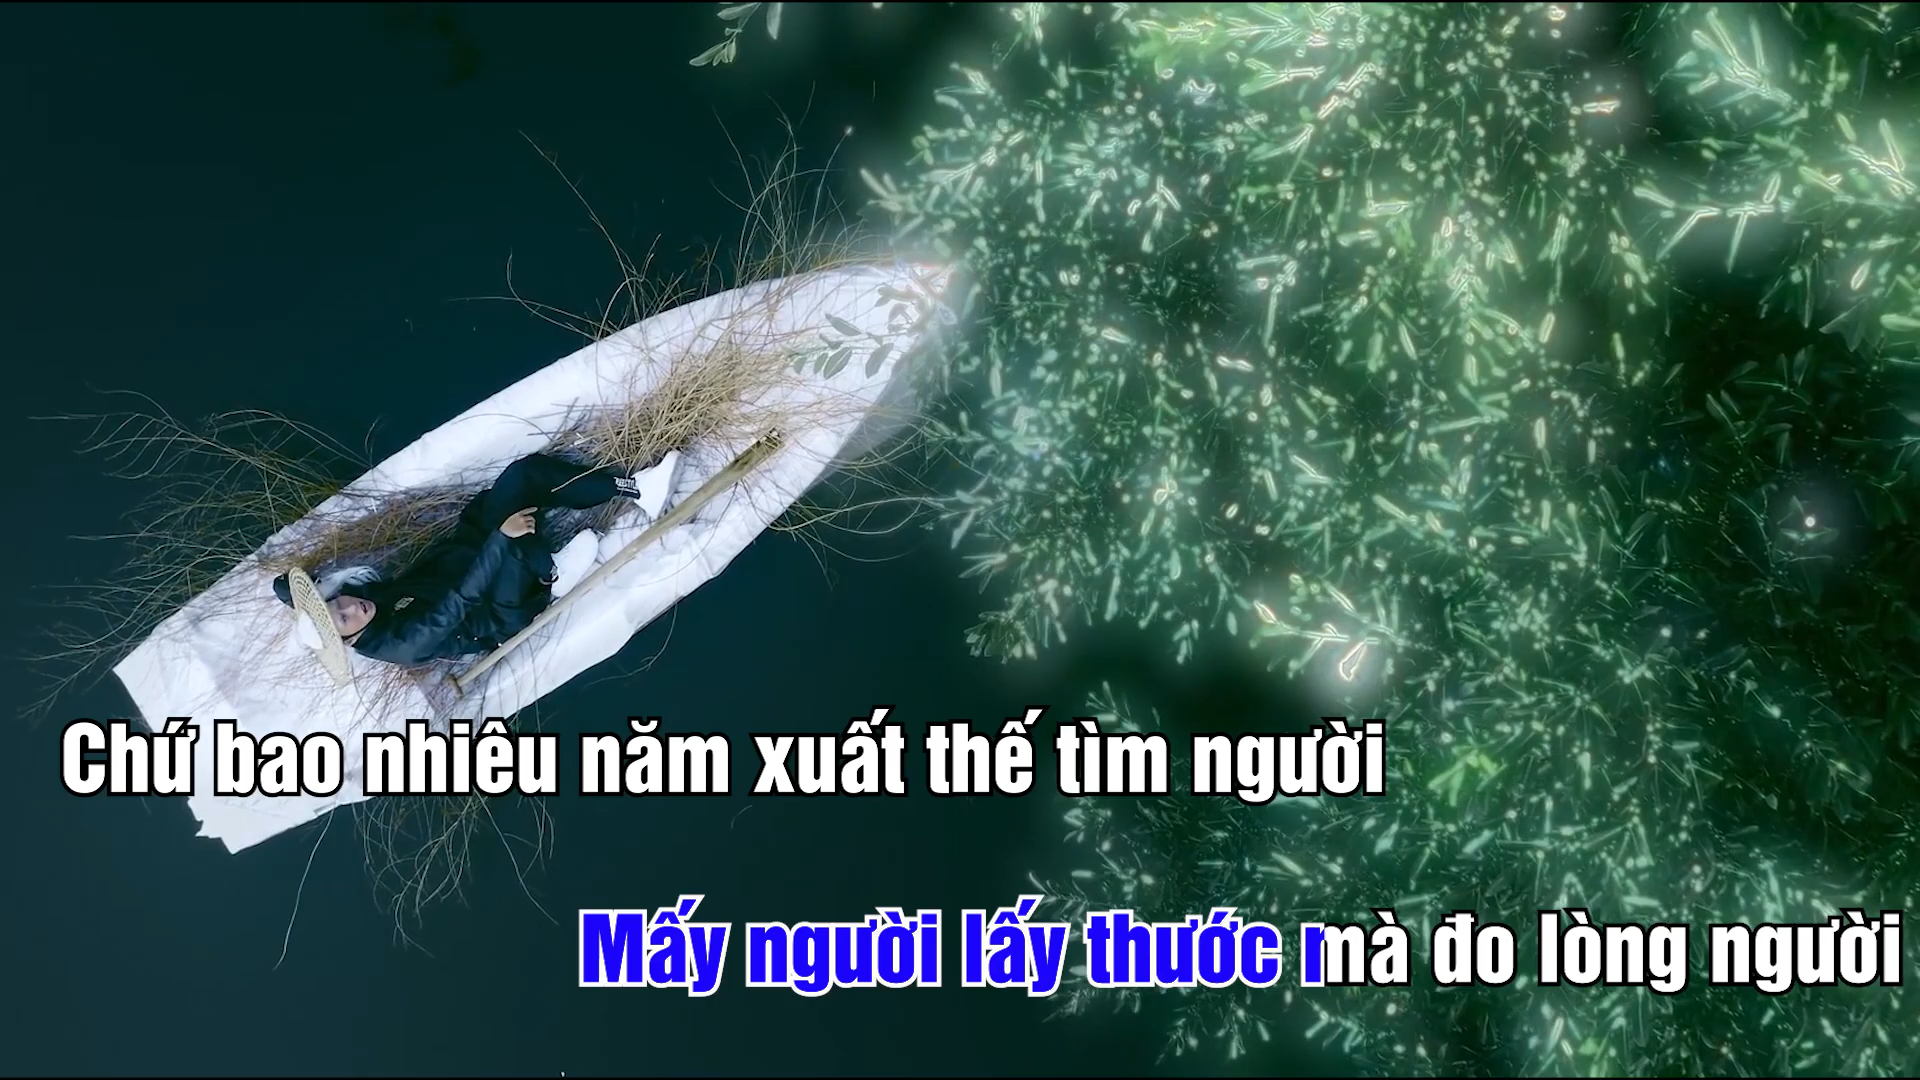 Chứ bao nhiêu năm xuất thế tìm người
Mấy người lấy thước mà đo lòng người